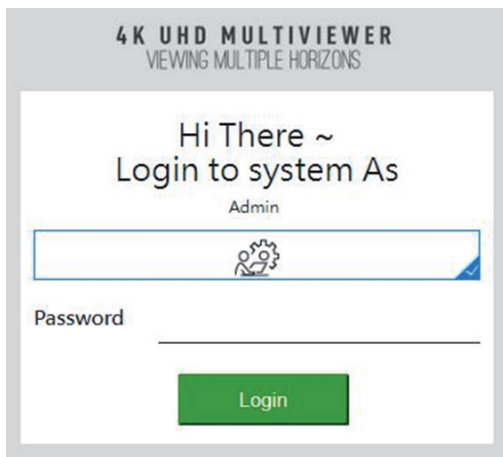 4K UHD MULTIVIEWER
VIEWING MULTIPLE HORIZONS
Hi There ~
Login to system As
Admin
Password
Login